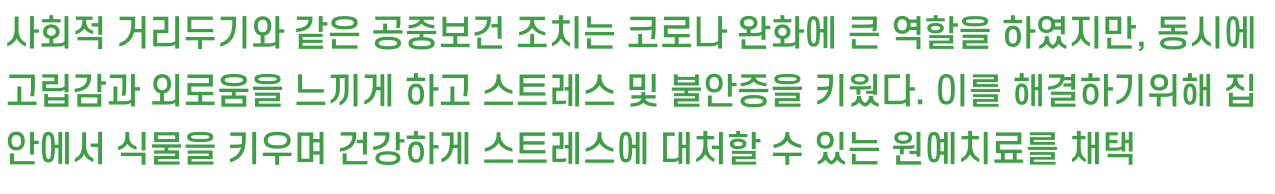 사회적 거리두기와 같은 공중보건 조치는 코로나 완화에 큰 역할을 하였지만, 동시에
고립감과 외로움을 느끼게 하고 스트레스 및 불안증을 키웠다. 이를 해결하기위해 집
안에서 식물을 키우며 건강하게 스트레스에 대처할 수 있는 원예치료를 채택